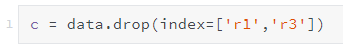 1 c = data.drop(index=['r1','r3'])